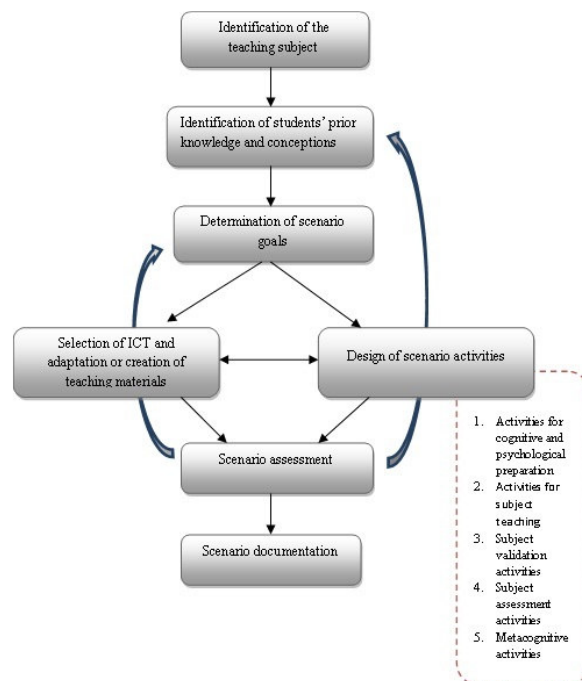 Identification of the
teaching subject
Identification of students’ prior
knowledge and conceptions
Determination of scenario
goals
Selection of ICT and
adaptation or creation of
teaching materials
Design of scenario activities
1. Activities for
cognitive and
psychological
preparation
2. Activities for
subject
teaching
3. Subject
validation
activities
4. Subject
assessment
activities
5. Metacognitive
activities
Scenario assessment
Scenario documentation